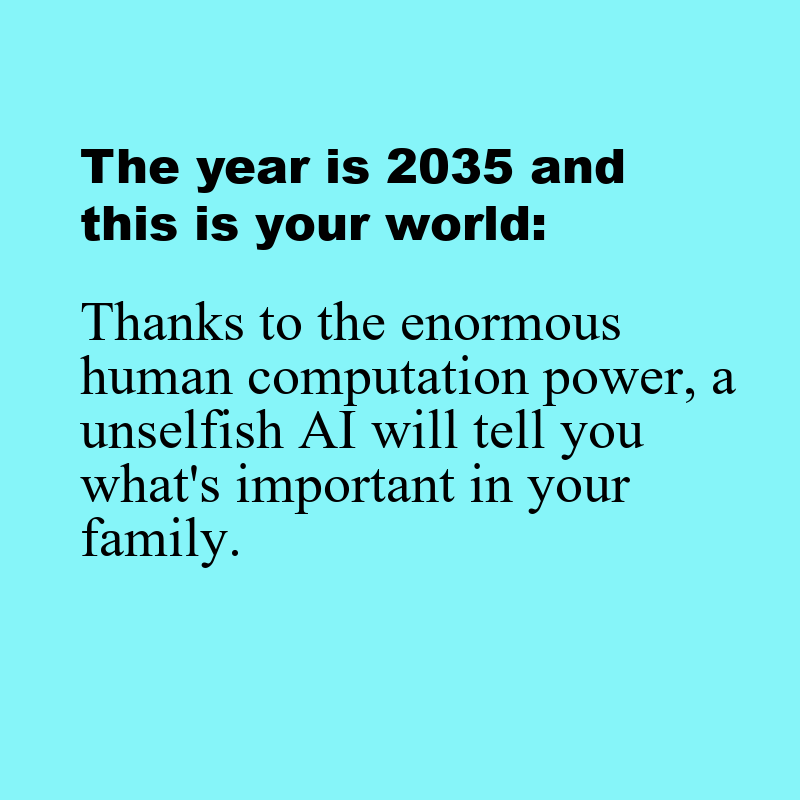 The year is 2035 and
this is your world:
Thanks to the enormous
human computation power, a
unselfish AI will tell you
what's important in your
family.